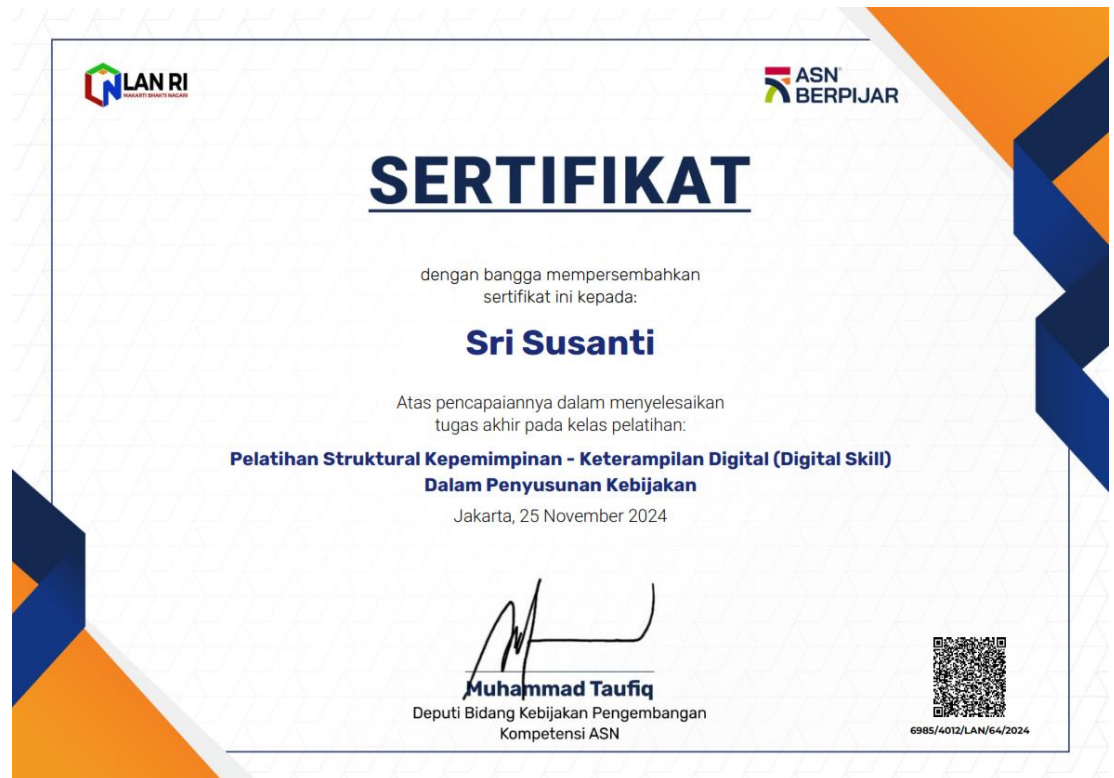 LAN RI
MAKARTI BHAKTI NAGARI
ASN
BERPIJAR
SERTIFIKAT
dengan bangga mempersembahkan
sertifikat ini kepada:
Sri Susanti
Atas pencapaiannya dalam menyelesaikan
tugas akhir pada kelas pelatihan:
Pelatihan Struktural Kepemimpinan - Keterampilan Digital (Digital Skill)
Dalam Penyusunan Kebijakan
Jakarta, 25 November 2024
Muhammad Taufiq
Deputi Bidang Kebijakan Pengembangan
Kompetensi ASN
6985/4012/LAN/64/2024